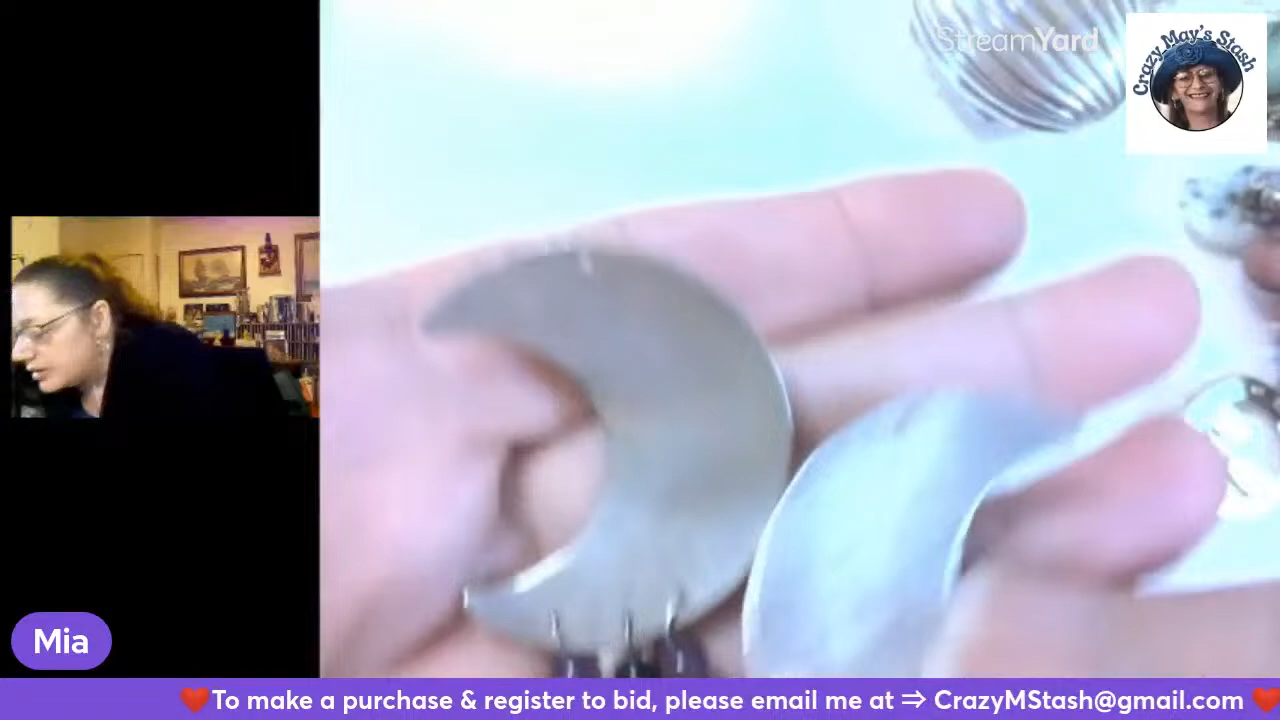 StreamYard
Crazy May's Stash
Mia
❤️To make a purchase & register to bid, please email me at ⇒ CrazyMStash@gmail.com ❤️